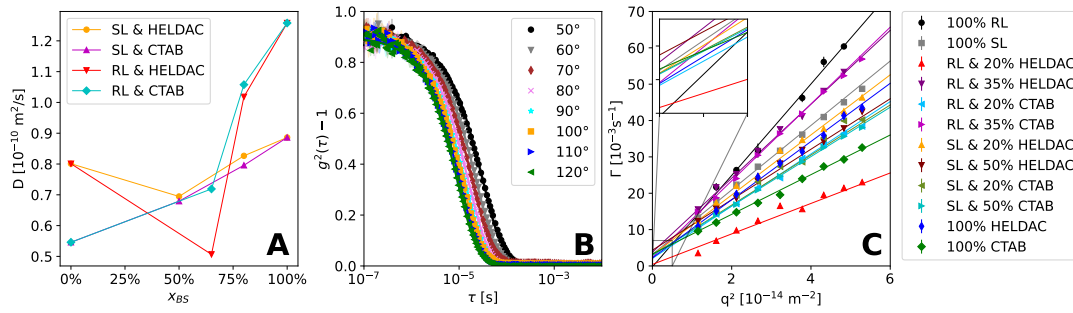 D [10⁻¹⁰ m²/s]
1.2
1.1
1.0
0.9
0.8
0.7
0.6
0.5
SL & HELDAC
SL & CTAB
RL & HELDAC
RL & CTAB
A
0%
25%
50%
75%
100%
x_BS
g²(τ) − 1
1.0
0.8
0.6
0.4
0.2
0.0
50°
60°
70°
80°
90°
100°
110°
120°
B
10⁻⁷
10⁻⁵
10⁻³
τ [s]
Γ [10⁻³s⁻¹]
70
60
50
40
30
20
10
0
C
0
2
4
6
q² [10⁻¹⁴ m⁻²]
100% RL
100% SL
RL & 20% HELDAC
RL & 35% HELDAC
RL & 20% CTAB
RL & 35% CTAB
SL & 20% HELDAC
SL & 50% HELDAC
SL & 20% CTAB
SL & 50% CTAB
100% HELDAC
100% CTAB